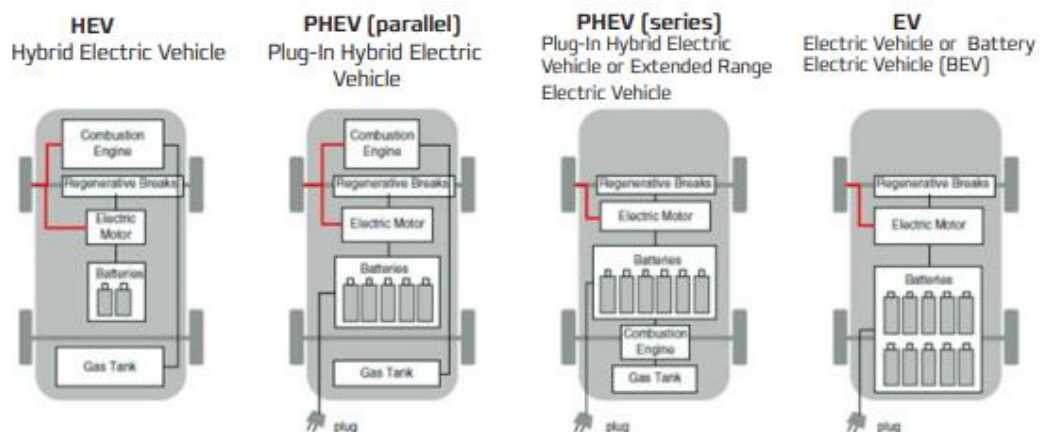 HEV
Hybrid Electric Vehicle
PHEV (parallel)
Plug-In Hybrid Electric
Vehicle
PHEV (series)
Plug-In Hybrid Electric
Vehicle or Extended Range
Electric Vehicle
EV
Electric Vehicle or Battery
Electric Vehicle (BEV)
Combustion
Engine
Regenerative Breaks
Electric
Motor
Batteries
Gas Tank
Combustion
Engine
Regenerative Breaks
Electric Motor
Batteries
Gas Tank
plug
Regenerative Breaks
Electric Motor
Batteries
Combustion
Engine
Gas Tank
plug
Regenerative Breaks
Electric Motor
Batteries
plug